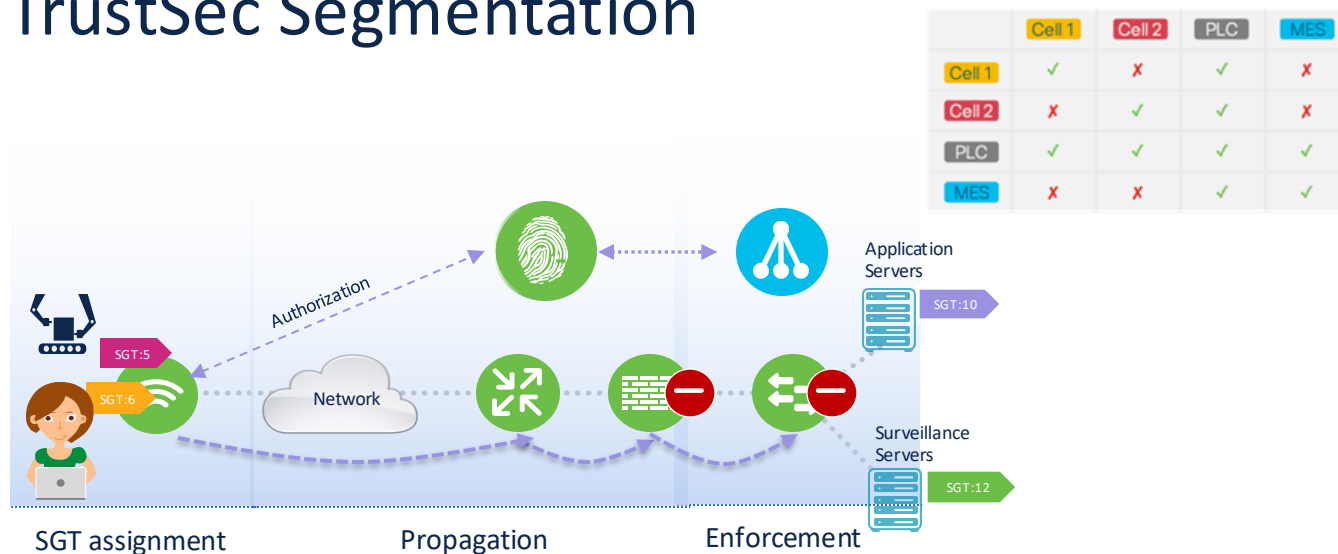 TrustSec Segmentation
Cell 1 Cell 2 PLC MES
Cell 1 ✓ ✗ ✓ ✗
Cell 2 ✗ ✓ ✓ ✗
PLC ✓ ✓ ✓ ✓
MES ✗ ✗ ✓ ✓
Application
Servers
SGT:10
Authorization
SGT:5
SGT:6
Network
Surveillance
Servers
SGT:12
SGT assignment
Propagation
Enforcement